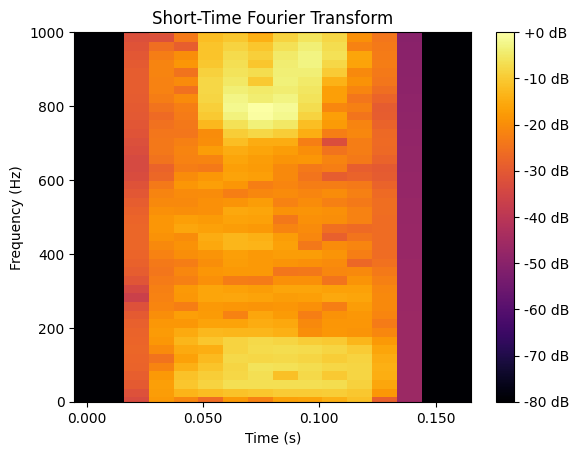 Short-Time Fourier Transform
1000
800
600
400
200
0
Frequency (Hz)
0.000
0.050
0.100
0.150
Time (s)
+0 dB
-10 dB
-20 dB
-30 dB
-40 dB
-50 dB
-60 dB
-70 dB
-80 dB